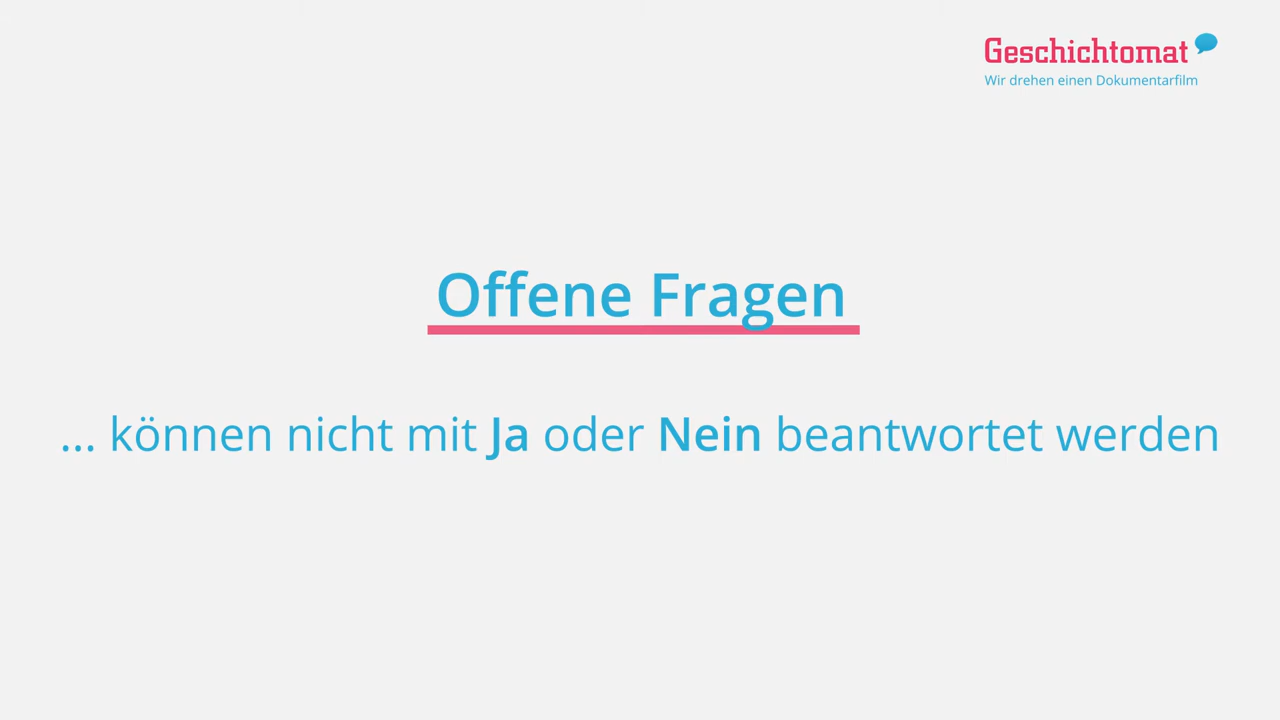 Geschichtomat
Wir drehen einen Dokumentarfilm
Offene Fragen
... können nicht mit Ja oder Nein beantwortet werden